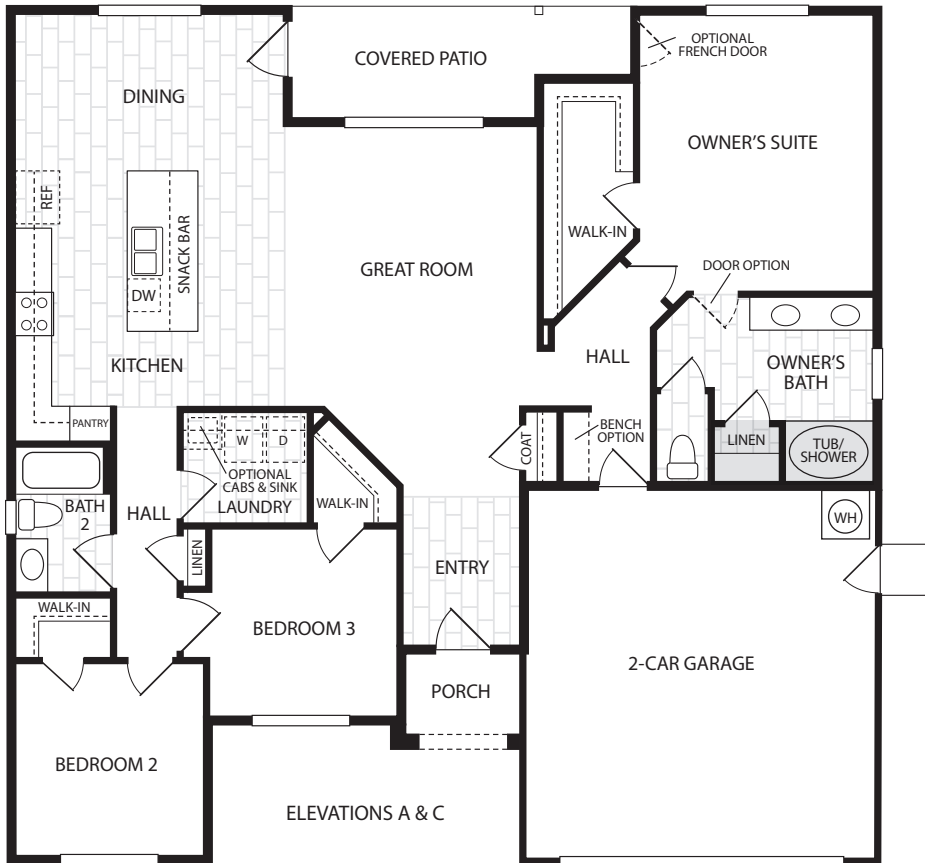 COVERED PATIO
OPTIONAL
FRENCH DOOR
DINING
OWNER'S SUITE
REF
SNACK BAR
DW
WALK-IN
GREAT ROOM
DOOR OPTION
KITCHEN
HALL
OWNER'S
BATH
PANTRY
W
D
OPTIONAL
CABS & SINK
LAUNDRY
WALK-IN
COAT
BENCH
OPTION
LINEN
TUB/
SHOWER
BATH
2
HALL
LINEN
WH
ENTRY
WALK-IN
BEDROOM 3
2-CAR GARAGE
PORCH
BEDROOM 2
ELEVATIONS A & C